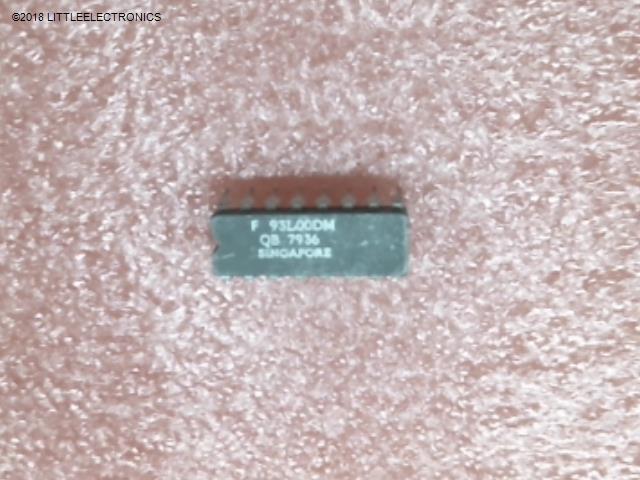 ©2018 LITTLEELECTRONICS
F 93L00DM
QB 7936
SINGAPORE